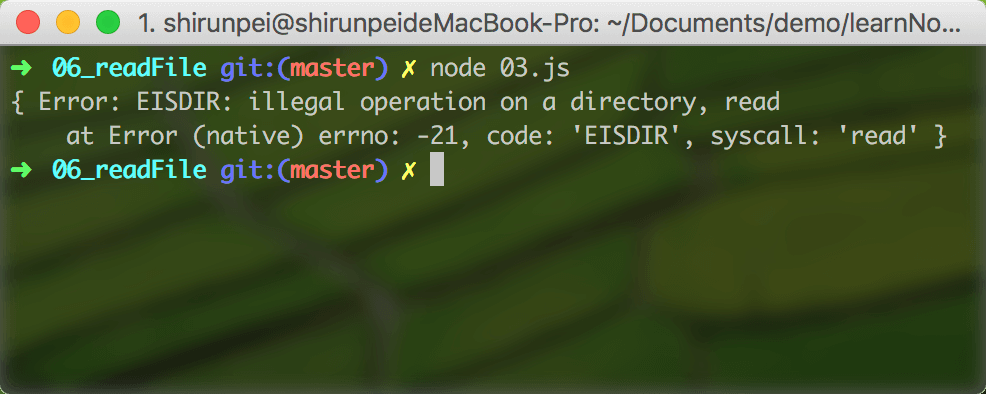 1. shirunpei@shirunpeideMacBook-Pro: ~/Documents/demo/learnNo...
➜ 06_readFile git:(master) ✗ node 03.js
{ Error: EISDIR: illegal operation on a directory, read
at Error (native) errno: -21, code: 'EISDIR', syscall: 'read' }
➜ 06_readFile git:(master) ✗